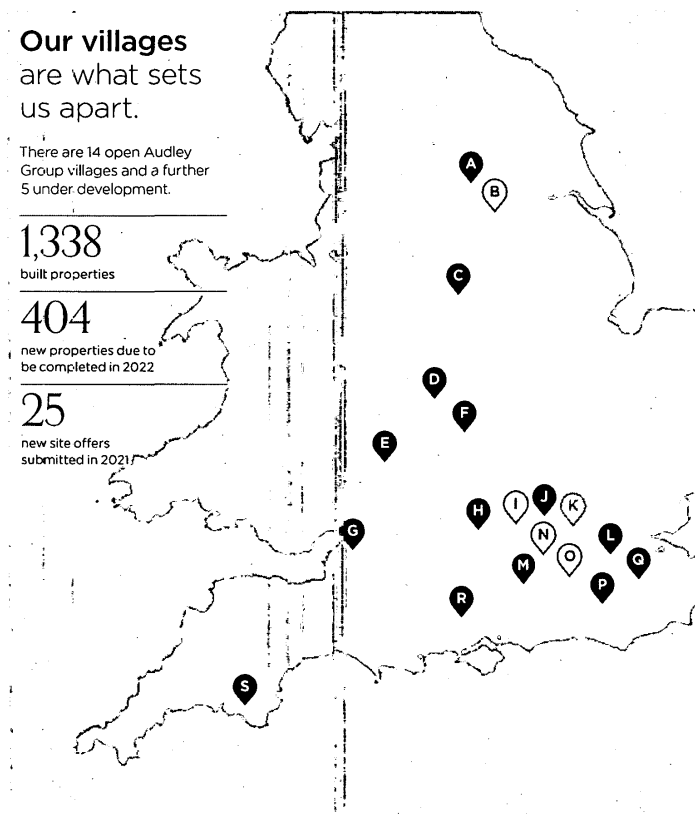 Our villages
are what sets
us apart.
There are 14 open Audley
Group villages and a further
5 under development.
1,338
built properties
404
new properties due to
be completed in 2022
25
new site offers
submitted in 2021
A
B
C
D
F
E
I
J
K
H
G
N
L
O
M
Q
P
R
S